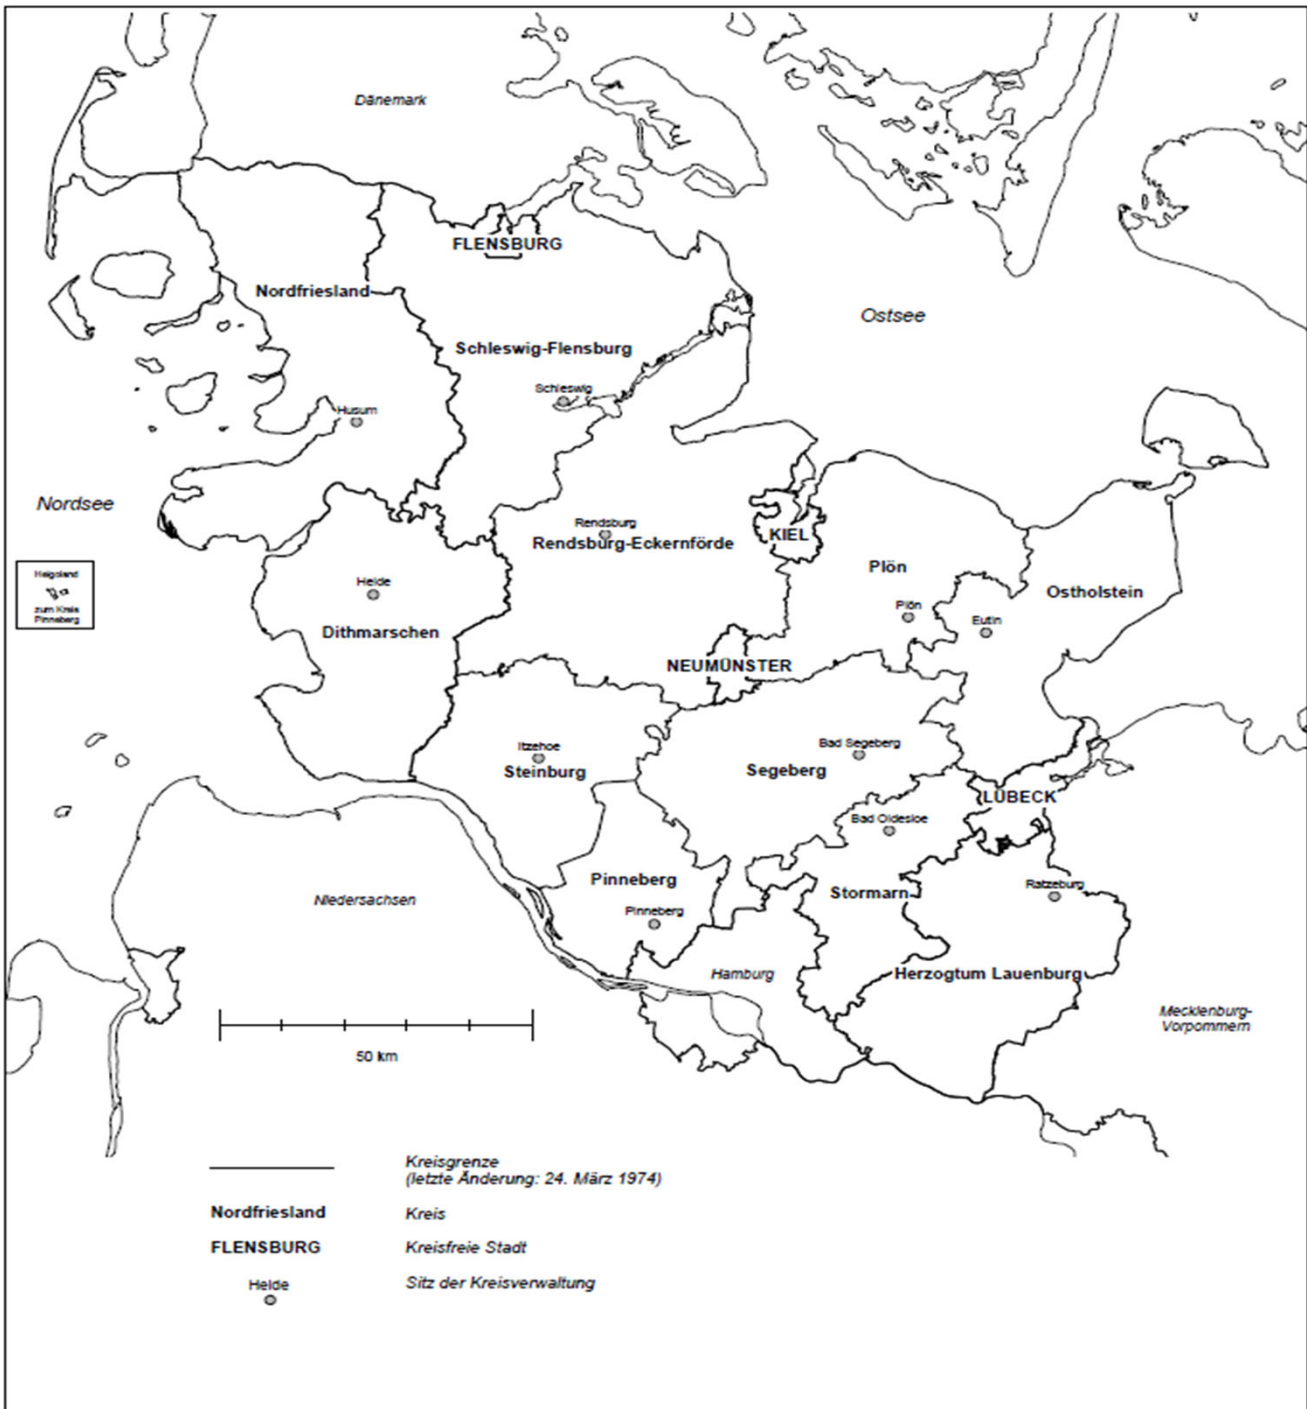 Dänemark
FLENSBURG
Nordfriesland
Ostsee
Schleswig-Flensburg
Schleswig
Husum
Nordsee
Rendsburg
Rendsburg-Eckernförde
KIEL
Plön
Helgoland
zum Kreis
Pinneberg
Heide
Ostholstein
Plön
Eutin
Dithmarschen
NEUMÜNSTER
Itzehoe
Steinburg
Bad Segeberg
Segeberg
LÜBECK
Bad Oldesloe
Pinneberg
Stormarn
Ratzeburg
Niedersachsen
Pinneberg
Hamburg
Herzogtum Lauenburg
Mecklenburg-
Vorpommern
50 km
Kreisgrenze
(letzte Änderung: 24. März 1974)
Nordfriesland Kreis
FLENSBURG Kreisfreie Stadt
Heide Sitz der Kreisverwaltung